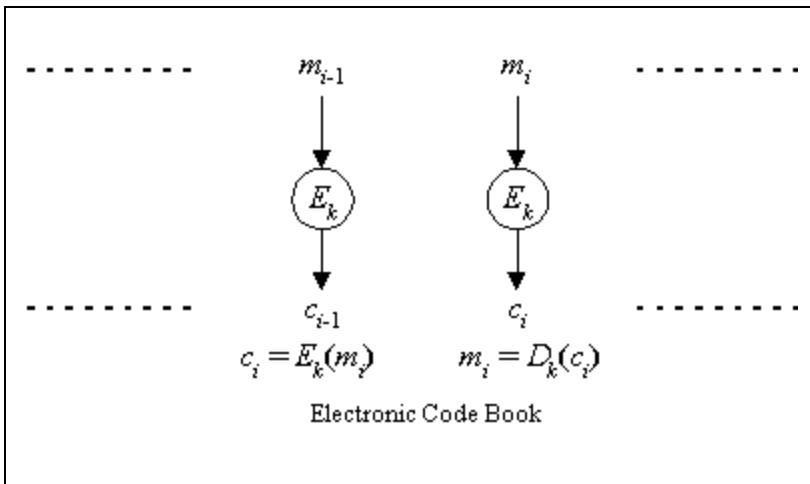 m_{i-1} m_i
E_k E_k
c_{i-1} c_i
c_i = E_k(m_i) m_i = D_k(c_i)
Electronic Code Book